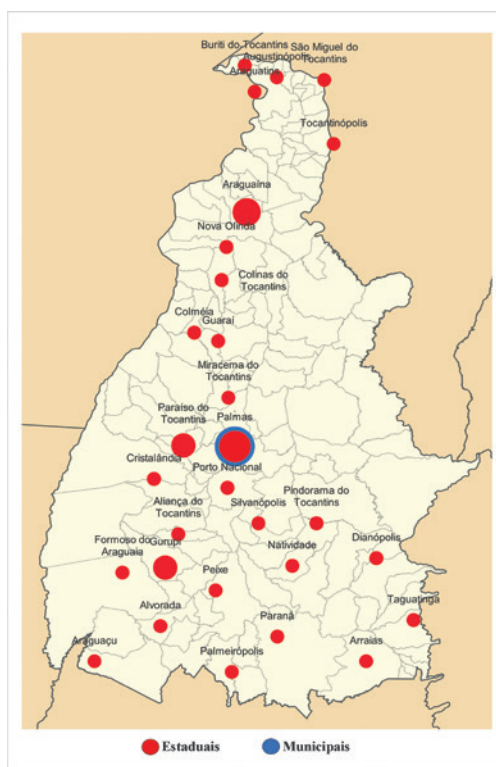 Buriti do Tocantins
São Miguel do
Tocantins
Augustinópolis
Araguatins
Tocantinópolis
Araguaína
Nova Olinda
Colinas do
Tocantins
Colméia
Guaraí
Miracema do
Tocantins
Paraíso do
Tocantins
Palmas
Cristalândia
Porto Nacional
Aliança do
Tocantins
Silvanópolis
Pindorama do
Tocantins
Formoso do
Araguaia
Gurupi
Peixe
Natividade
Dianópolis
Alvorada
Paranã
Taguatinga
Araguaçu
Palmeirópolis
Arraias
Estaduais
Municipais